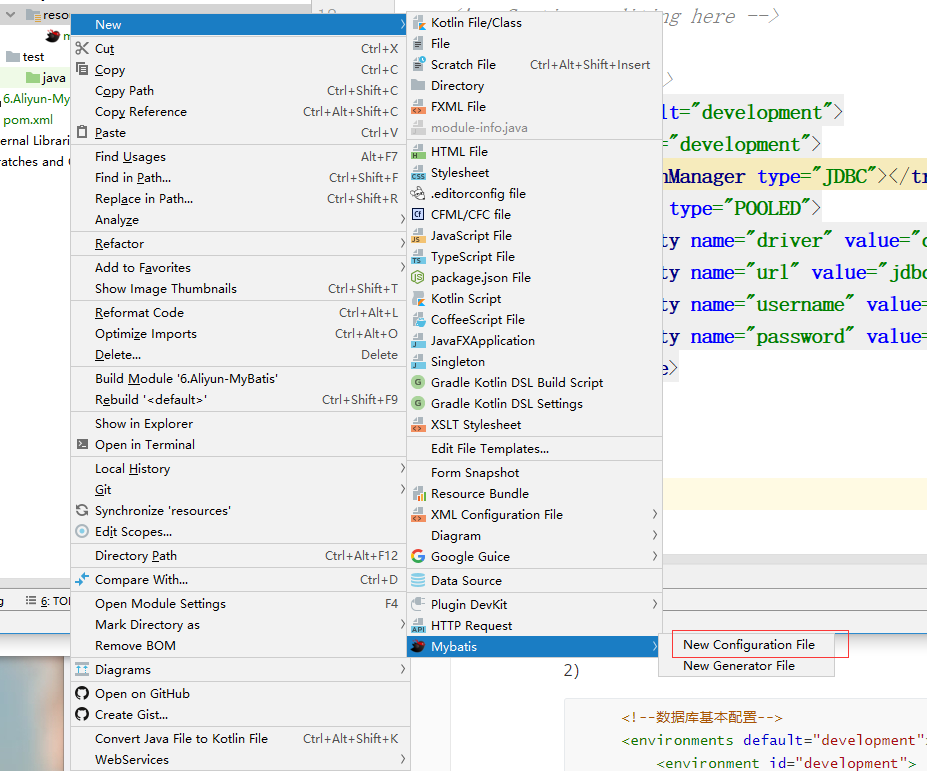 resou
New
Cut Ctrl+X
Copy Ctrl+C
Copy Path Ctrl+Shift+C
Copy Reference Ctrl+Alt+Shift+C
Paste Ctrl+V
Find Usages Alt+F7
Find in Path... Ctrl+Shift+F
Replace in Path... Ctrl+Shift+R
Analyze
Refactor
Add to Favorites
Show Image Thumbnails Ctrl+Shift+T
Reformat Code Ctrl+Alt+L
Optimize Imports Ctrl+Alt+O
Delete... Delete
Build Module '6.Aliyun-MyBatis'
Rebuild '<default>' Ctrl+Shift+F9
Show in Explorer
Open in Terminal
Local History
Git
Synchronize 'resources'
Edit Scopes...
Directory Path Ctrl+Alt+F12
Compare With... Ctrl+D
Open Module Settings F4
Mark Directory as
Remove BOM
Diagrams
Open on GitHub
Create Gist...
Convert Java File to Kotlin File Ctrl+Alt+Shift+K
WebServices
test
java
6.Aliyun-My
pom.xml
ernal Librari
ratches and
6: TO
Kotlin File/Class
File
Scratch File Ctrl+Alt+Shift+Insert
Directory
FXML File
module-info.java
HTML File
Stylesheet
.editorconfig file
CFML/CFC file
JavaScript File
TypeScript File
package.json File
Kotlin Script
CoffeeScript File
JavaFXApplication
Singleton
Gradle Kotlin DSL Build Script
Gradle Kotlin DSL Settings
XSLT Stylesheet
Edit File Templates...
Form Snapshot
Resource Bundle
XML Configuration File
Diagram
Google Guice
Data Source
Plugin DevKit
HTTP Request
Mybatis
New Configuration File
New Generator File
ing here -->
>
lt="development">
="development">
nManager type="JDBC"></tr
type="POOLED">
ty name="driver" value="
ty name="url" value="jdbc
ty name="username" value=
ty name="password" value=
e>
2)
<!--数据库基本配置-->
<environments default="development"
<environment id="development">